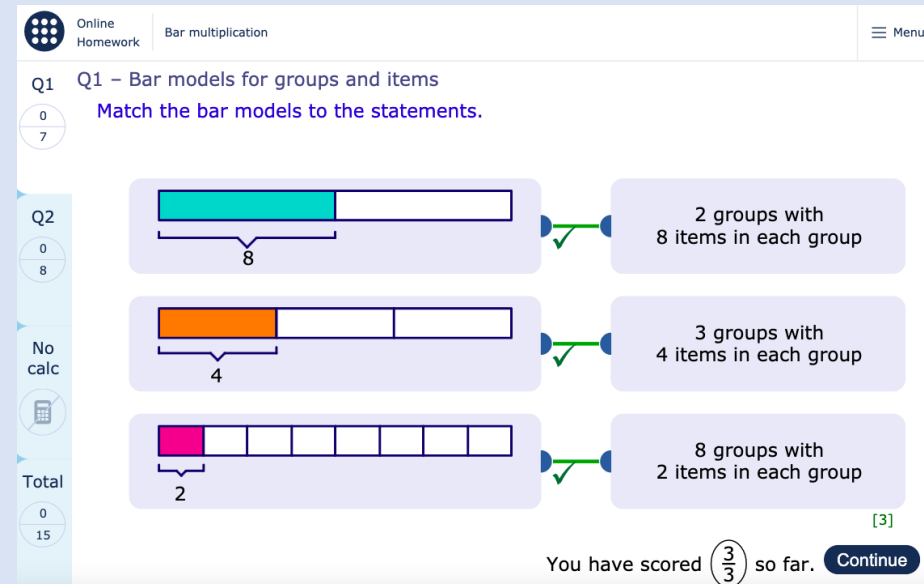 Online
Homework
Bar multiplication
Menu
Q1
0
7
Q1 – Bar models for groups and items
Match the bar models to the statements.
8
2 groups with
8 items in each group
Q2
0
8
4
3 groups with
4 items in each group
No
calc
2
8 groups with
2 items in each group
Total
0
15
[3]
You have scored 3/3 so far.
Continue